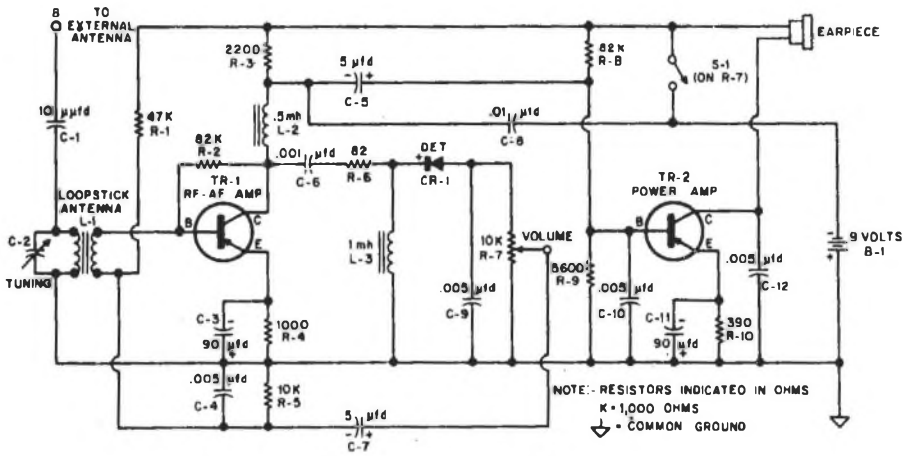 8
TO
EXTERNAL
ANTENNA
10 μμfd
C-1
47K
R-1
2200
R-3
5 μfd
- +
C-5
82K
R-8
S-1
(ON R-7)
EARPIECE
.5mh
L-2
.01 μfd
C-8
82K
R-2
.001 μfd
C-6
82
R-6
DET
+
CR-1
TR-1
RF-AF AMP
B
C
E
LOOPSTICK
ANTENNA
L-1
C-2
TUNING
1mh
L-3
10K
R-7
VOLUME
TR-2
POWER AMP
B
C
E
-
+
9 VOLTS
B-1
.005 μfd
C-9
8600
R-9
.005 μfd
C-10
.005 μfd
C-12
C-3 -
90 μfd
+
1000
R-4
C-11 -
90 μfd
+
390
R-10
.005 μfd
C-4
10K
R-5
5 μfd
- +
C-7
NOTE:- RESISTORS INDICATED IN OHMS
K = 1,000 OHMS
= COMMON GROUND